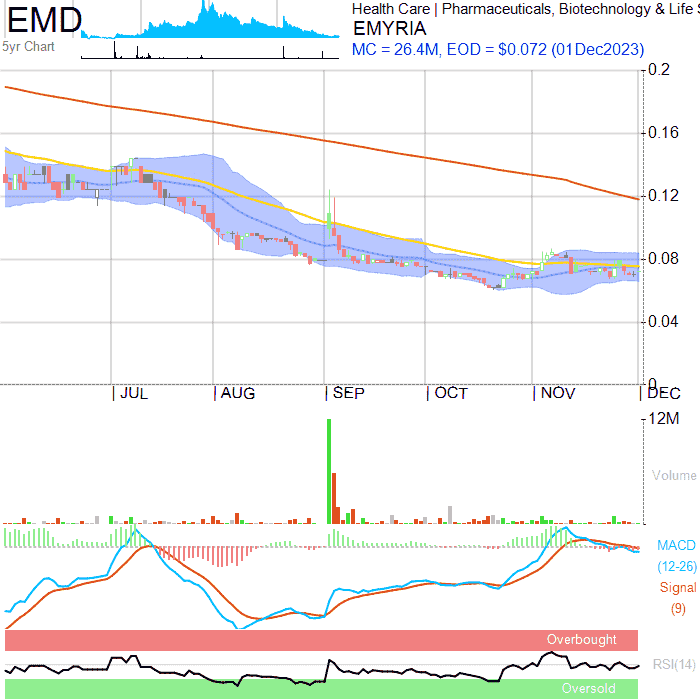 EMD
5yr Chart
Health Care | Pharmaceuticals, Biotechnology & Life S
EMYRIA
MC = 26.4M, EOD = $0.072 (01Dec2023)
0.2
0.16
0.12
0.08
0.04
0
JUL AUG SEP OCT NOV DEC
12M
Volume
MACD
(12-26)
Signal
(9)
Overbought
RSI(14)
Oversold